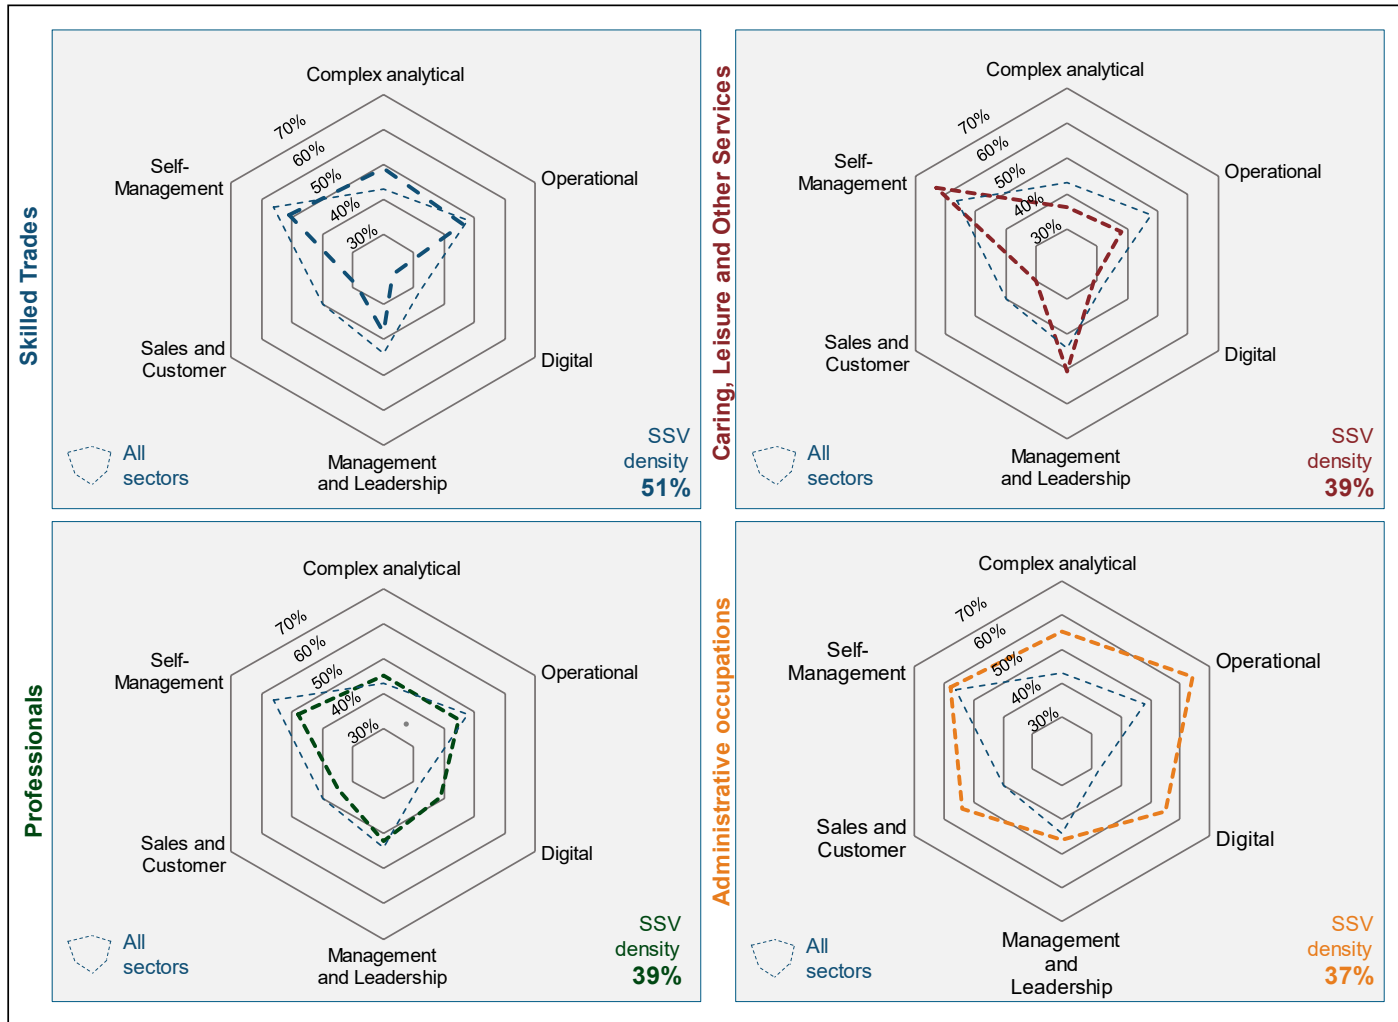 Skilled Trades
Complex analytical
70%
60%
50%
40%
30%
Self-
Management
Operational
Sales and
Customer
Digital
Management
and Leadership
All
sectors
SSV
density
51%
Caring, Leisure and Other Services
Complex analytical
70%
60%
50%
40%
30%
Self-
Management
Operational
Sales and
Customer
Digital
Management
and Leadership
All
sectors
SSV
density
39%
Professionals
Complex analytical
70%
60%
50%
40%
30%
Self-
Management
Operational
Sales and
Customer
Digital
Management
and Leadership
All
sectors
SSV
density
39%
Administrative occupations
Complex analytical
70%
60%
50%
40%
30%
Self-
Management
Operational
Sales and
Customer
Digital
Management
and
Leadership
All
sectors
SSV
density
37%